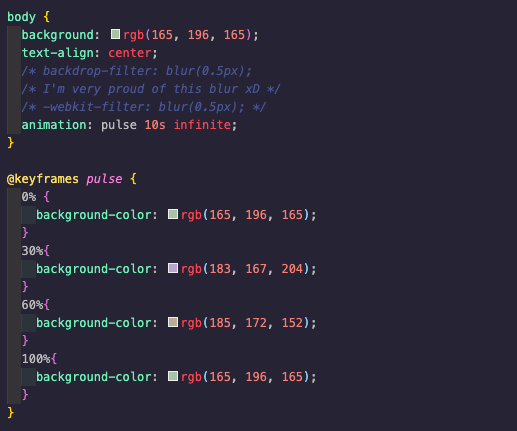 body {
  background: rgb(165, 196, 165);
  text-align: center;
  /* backdrop-filter: blur(0.5px);
  /* I'm very proud of this blur xD */
  /* -webkit-filter: blur(0.5px); */
  animation: pulse 10s infinite;
}

@keyframes pulse {
  0% {
    background-color: rgb(165, 196, 165);
  }
  30%{
    background-color: rgb(183, 167, 204);
  }
  60%{
    background-color: rgb(185, 172, 152);
  }
  100%{
    background-color: rgb(165, 196, 165);
  }
}